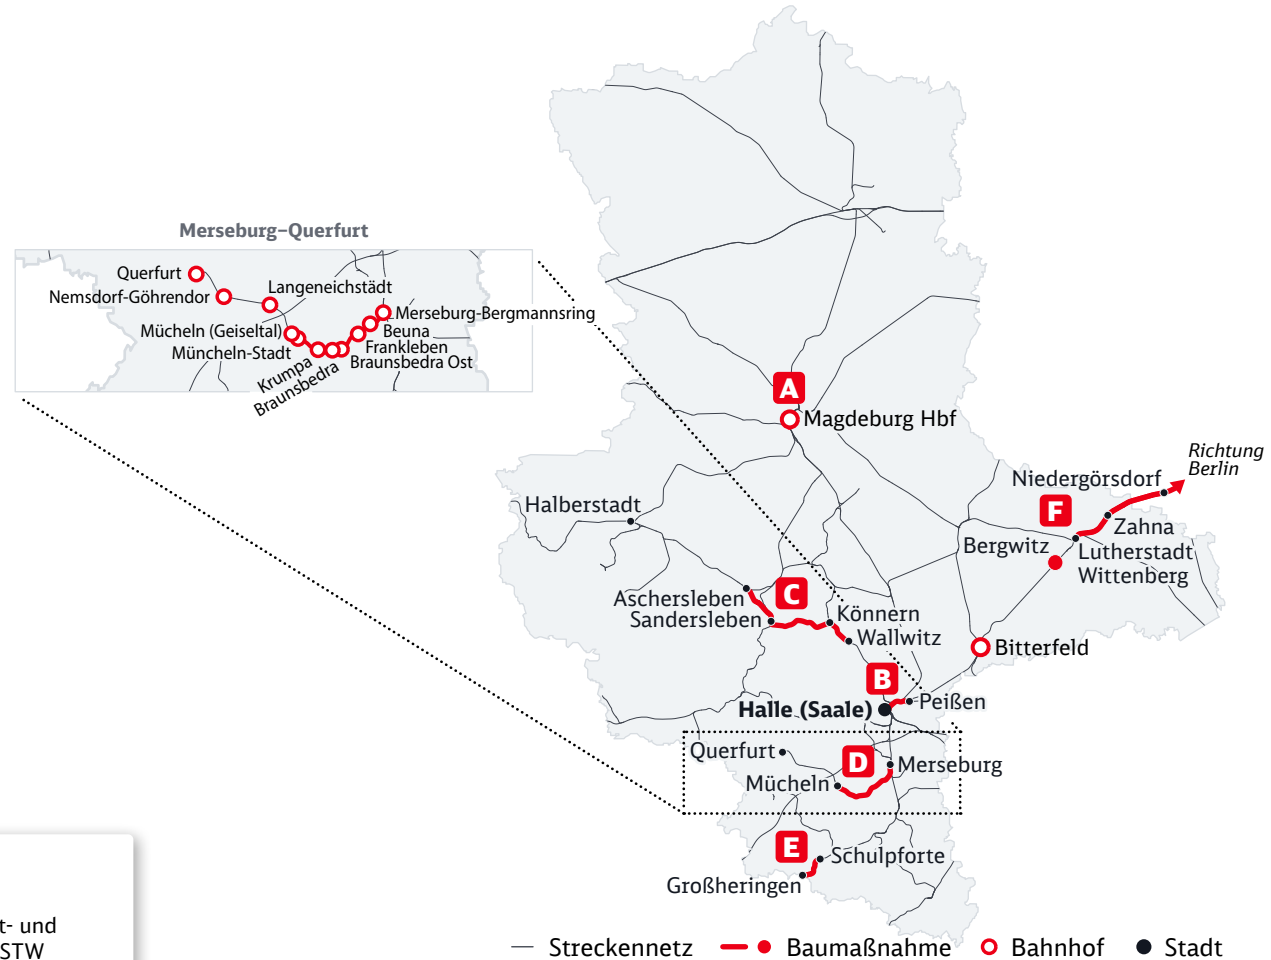 Merseburg–Querfurt
Querfurt
Nemsdorf-Göhrendor
Langeneichstädt
Merseburg-Bergmannsring
Mücheln (Geiseltal)
Beuna
Müncheln-Stadt
Frankleben
Krumpa
Braunsbedra Ost
Braunsbedra
A
Magdeburg Hbf
Richtung
Berlin
Niedergörsdorf
Halberstadt
F
Zahna
Bergwitz
Lutherstadt
Wittenberg
C
Aschersleben
Sandersleben
Können
Wallwitz
Bitterfeld
B
Peißen
Halle (Saale)
Querfurt
D
Merseburg
Mücheln
E
Schulpforte
Großheringen
t- und
STW
Streckennetz
Baumaßnahme
Bahnhof
Stadt